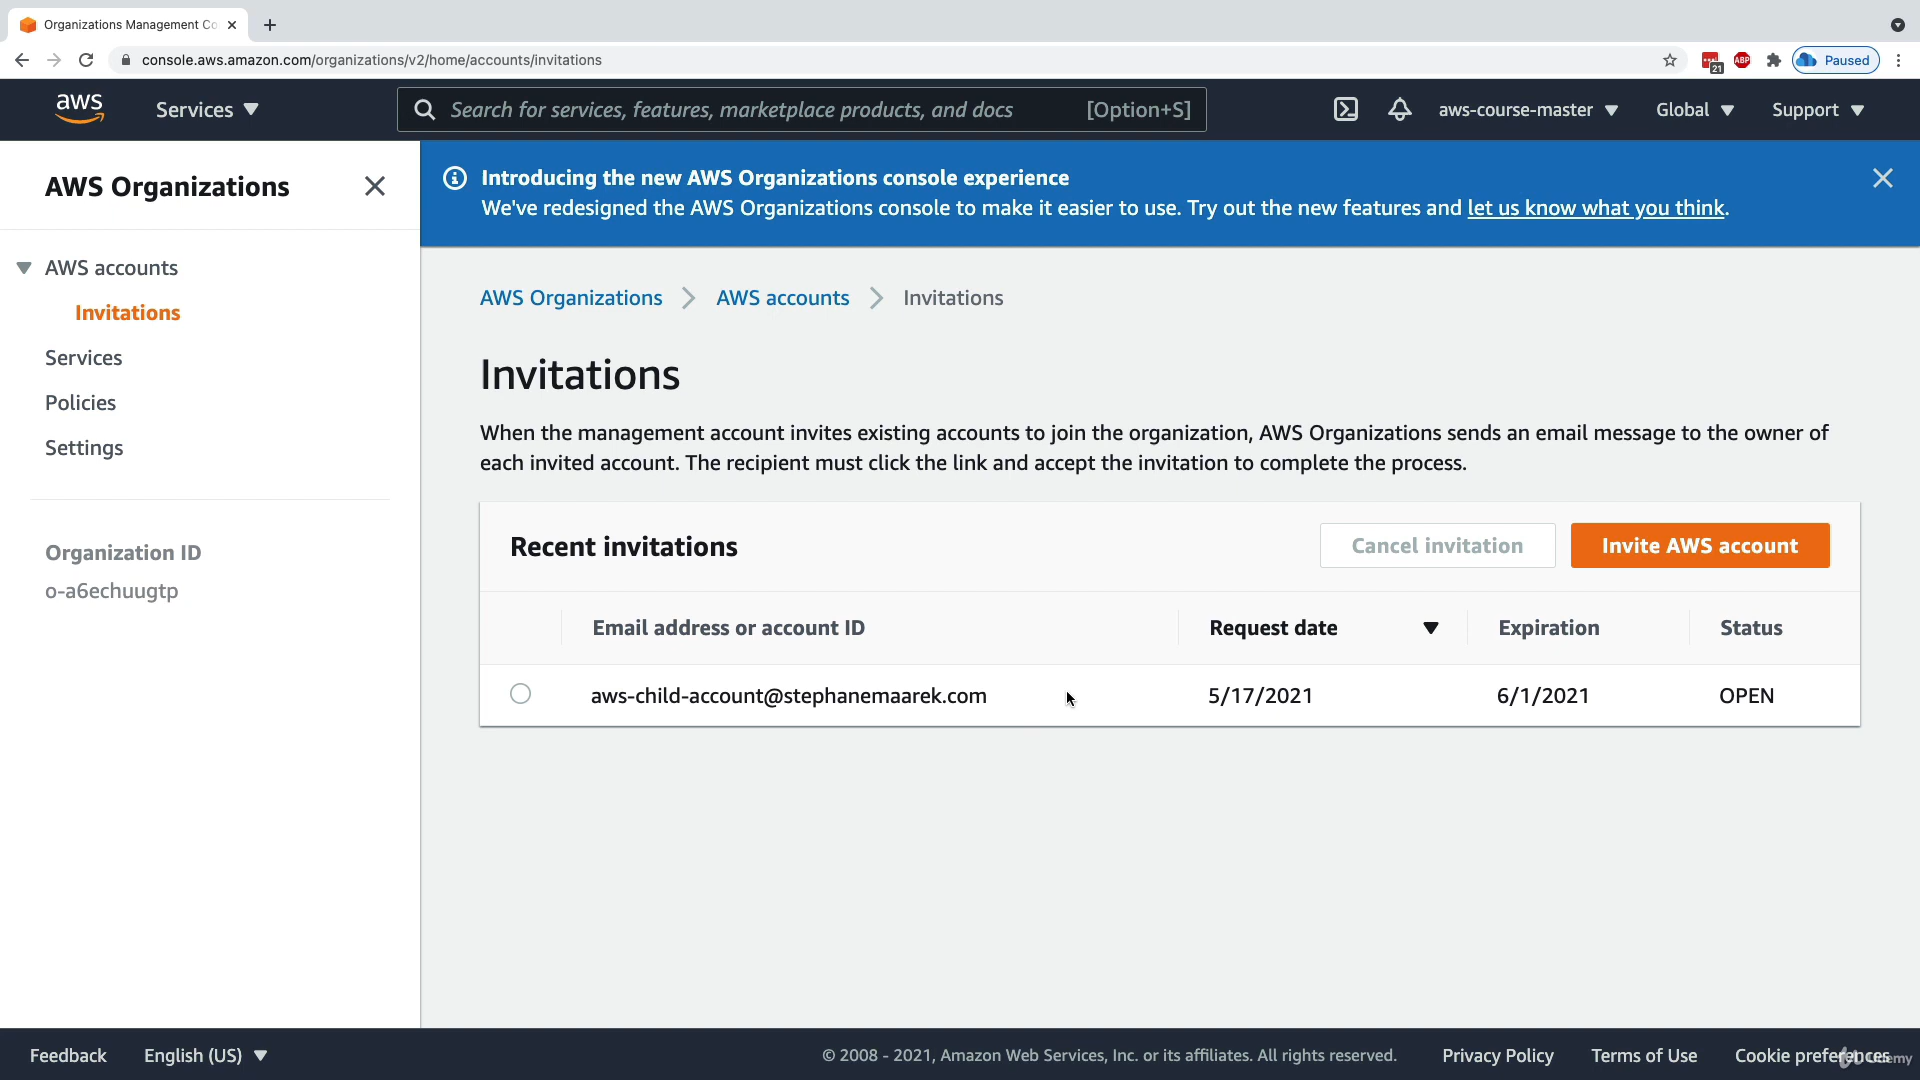 Organizations Management Co
console.aws.amazon.com/organizations/v2/home/accounts/invitations
21
ABP
Paused
aws
Services
Search for services, features, marketplace products, and docs [Option+S]
aws-course-master
Global
Support
AWS Organizations
Introducing the new AWS Organizations console experience
We've redesigned the AWS Organizations console to make it easier to use. Try out the new features and let us know what you think.
AWS accounts
Invitations
Services
Policies
Settings
Organization ID
o-a6echuugtp
AWS Organizations
AWS accounts
Invitations
Invitations
When the management account invites existing accounts to join the organization, AWS Organizations sends an email message to the owner of
each invited account. The recipient must click the link and accept the invitation to complete the process.
Recent invitations
Cancel invitation
Invite AWS account
Email address or account ID
Request date
Expiration
Status
aws-child-account@stephanemaarek.com
5/17/2021
6/1/2021
OPEN
Feedback
English (US)
© 2008 - 2021, Amazon Web Services, Inc. or its affiliates. All rights reserved.
Privacy Policy
Terms of Use
Cookie preferences
Udemy